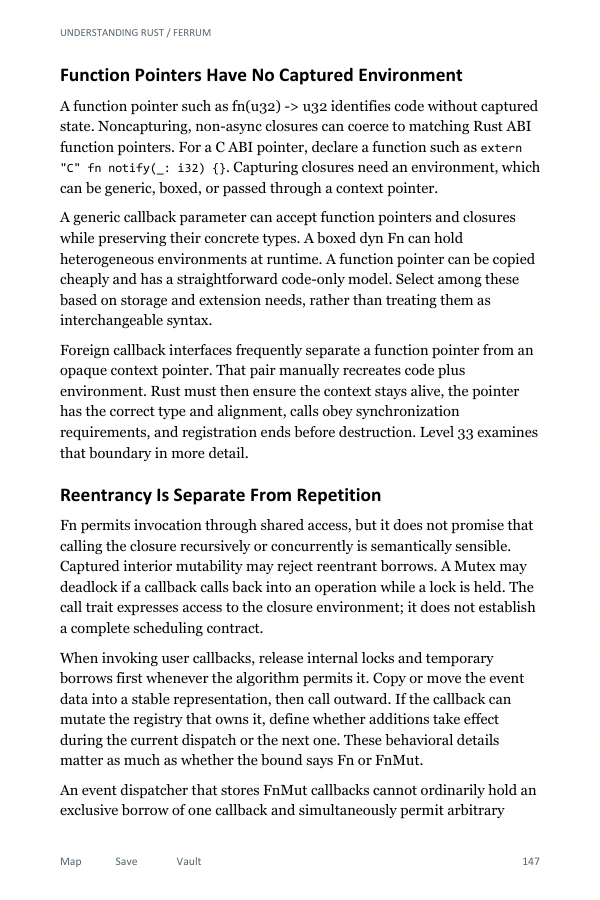 UNDERSTANDING RUST / FERRUM
Function Pointers Have No Captured Environment
A function pointer such as fn(u32) -> u32 identifies code without captured
state. Noncapturing, non-async closures can coerce to matching Rust ABI
function pointers. For a C ABI pointer, declare a function such as extern
"C" fn notify(_: i32) {}. Capturing closures need an environment, which
can be generic, boxed, or passed through a context pointer.
A generic callback parameter can accept function pointers and closures
while preserving their concrete types. A boxed dyn Fn can hold
heterogeneous environments at runtime. A function pointer can be copied
cheaply and has a straightforward code-only model. Select among these
based on storage and extension needs, rather than treating them as
interchangeable syntax.
Foreign callback interfaces frequently separate a function pointer from an
opaque context pointer. That pair manually recreates code plus
environment. Rust must then ensure the context stays alive, the pointer
has the correct type and alignment, calls obey synchronization
requirements, and registration ends before destruction. Level 33 examines
that boundary in more detail.
Reentrancy Is Separate From Repetition
Fn permits invocation through shared access, but it does not promise that
calling the closure recursively or concurrently is semantically sensible.
Captured interior mutability may reject reentrant borrows. A Mutex may
deadlock if a callback calls back into an operation while a lock is held. The
call trait expresses access to the closure environment; it does not establish
a complete scheduling contract.
When invoking user callbacks, release internal locks and temporary
borrows first whenever the algorithm permits it. Copy or move the event
data into a stable representation, then call outward. If the callback can
mutate the registry that owns it, define whether additions take effect
during the current dispatch or the next one. These behavioral details
matter as much as whether the bound says Fn or FnMut.
An event dispatcher that stores FnMut callbacks cannot ordinarily hold an
exclusive borrow of one callback and simultaneously permit arbitrary
Map Save Vault 147